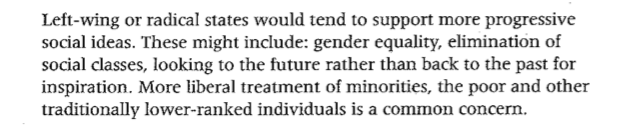 Left-wing or radical states would tend to support more progressive
social ideas. These might include: gender equality, elimination of
social classes, looking to the future rather than back to the past for
inspiration. More liberal treatment of minorities, the poor and other
traditionally lower-ranked individuals is a common concern.